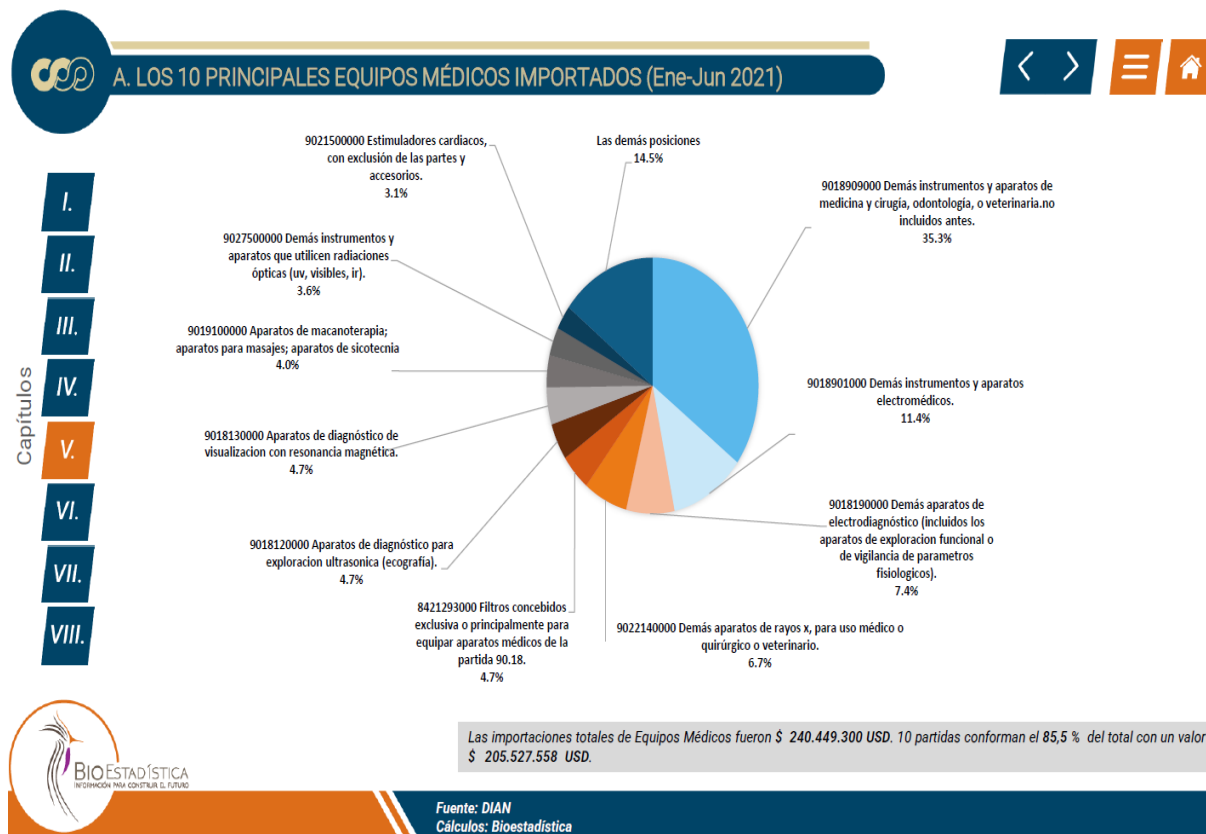 A. LOS 10 PRINCIPALES EQUIPOS MÉDICOS IMPORTADOS (Ene-Jun 2021)
Capítulos
I.
II.
III.
IV.
V.
VI.
VII.
VIII.
9021500000 Estimuladores cardiacos,
con exclusión de las partes y
accesorios.
3.1%
Las demás posiciones
14.5%
9018909000 Demás instrumentos y aparatos de
medicina y cirugía, odontología, o veterinaria.no
incluidos antes.
35.3%
9027500000 Demás instrumentos y
aparatos que utilicen radiaciones
ópticas (uv, visibles, ir).
3.6%
9019100000 Aparatos de macanoterapia;
aparatos para masajes; aparatos de sicotecnia
4.0%
9018901000 Demás instrumentos y aparatos
electromédicos.
11.4%
9018130000 Aparatos de diagnóstico de
visualizacion con resonancia magnética.
4.7%
9018190000 Demás aparatos de
electrodiagnóstico (incluidos los
aparatos de exploración funcional o
de vigilancia de parametros
fisiologicos).
7.4%
9018120000 Aparatos de diagnóstico para
exploracion ultrasonica (ecografía).
4.7%
8421293000 Filtros concebidos
exclusiva o principalmente para
equipar aparatos médicos de la
partida 90.18.
4.7%
9022140000 Demás aparatos de rayos x, para uso médico o
quirúrgico o veterinario.
6.7%
Las importaciones totales de Equipos Médicos fueron $ 240.449.300 USD. 10 partidas conforman el 85,5 % del total con un valor
$ 205.527.558 USD.
BIOESTADÍSTICA
INFORMACIÓN PARA CONSTRUIR EL FUTURO
Fuente: DIAN
Cálculos: Bioestadística